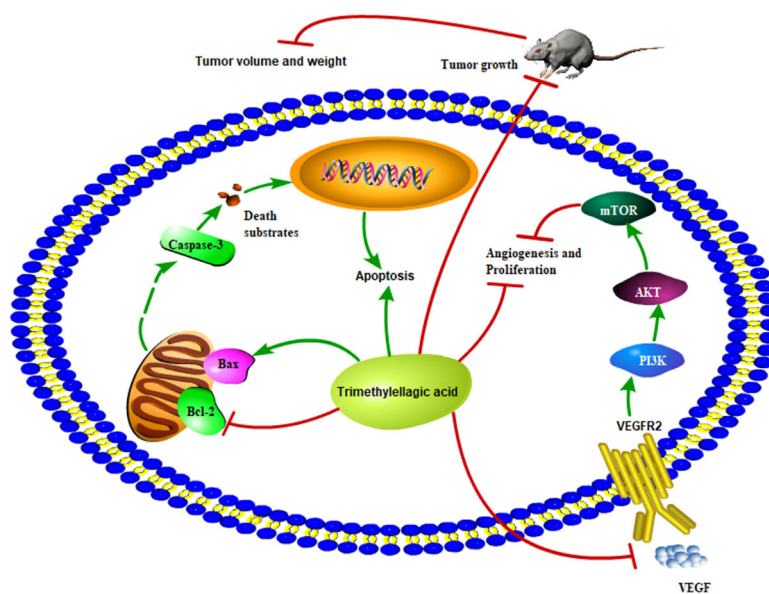 Tumor volume and weight
Tumor growth
Death
substrates
Caspase-3
mTOR
Angiogenesis and
Proliferation
Apoptosis
AKT
Bax
PI3K
Trimethylellagic acid
Bcl-2
VEGFR2
VEGF